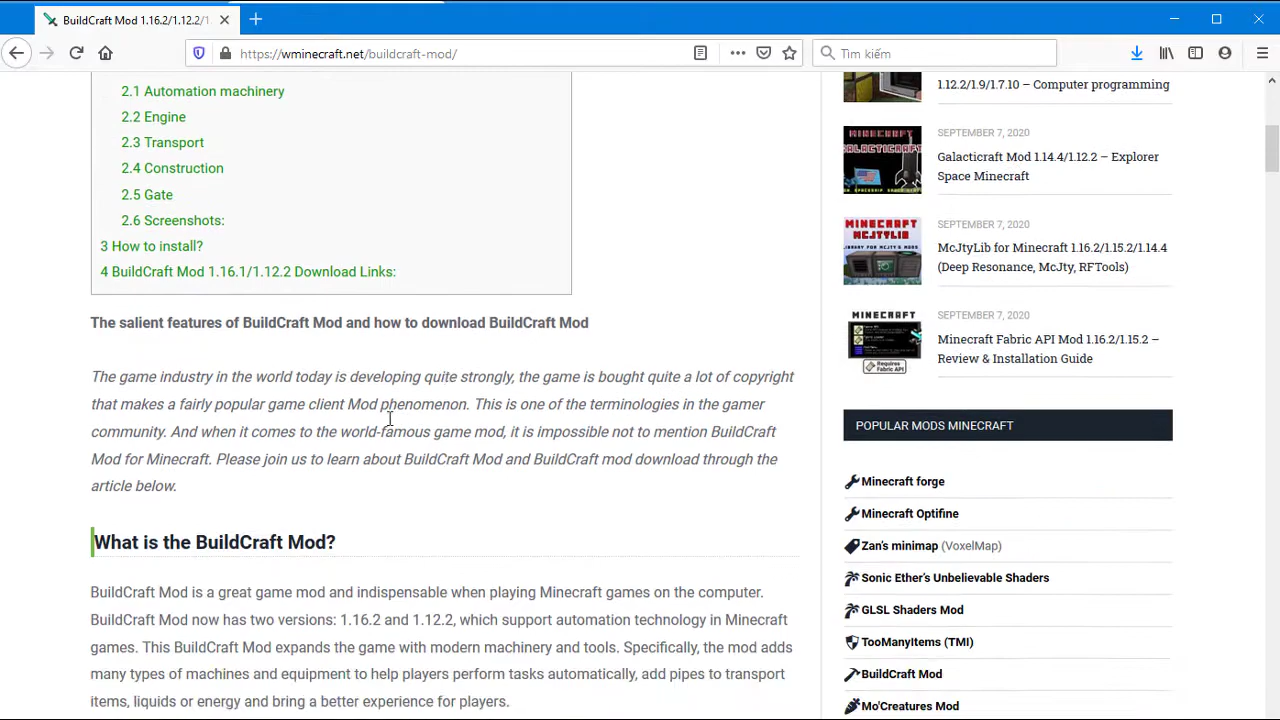 BuildCraft Mod 1.16.2/1.12.2/1.
https://wminecraft.net/buildcraft-mod/
Tìm kiếm
2.1 Automation machinery
2.2 Engine
2.3 Transport
2.4 Construction
2.5 Gate
2.6 Screenshots:
3 How to install?
4 BuildCraft Mod 1.16.1/1.12.2 Download Links:
The salient features of BuildCraft Mod and how to download BuildCraft Mod
The game industry in the world today is developing quite strongly, the game is bought quite a lot of copyright
that makes a fairly popular game client Mod phenomenon. This is one of the terminologies in the gamer
community. And when it comes to the world-famous game mod, it is impossible not to mention BuildCraft
Mod for Minecraft. Please join us to learn about BuildCraft Mod and BuildCraft mod download through the
article below.
What is the BuildCraft Mod?
BuildCraft Mod is a great game mod and indispensable when playing Minecraft games on the computer.
BuildCraft Mod now has two versions: 1.16.2 and 1.12.2, which support automation technology in Minecraft
games. This BuildCraft Mod expands the game with modern machinery and tools. Specifically, the mod adds
many types of machines and equipment to help players perform tasks automatically, add pipes to transport
items, liquids or energy and bring a better experience for players.
1.12.2/1.9/1.7.10 – Computer programming
MINECRAFT
GALACTICRAFT
SEPTEMBER 7, 2020
Galacticraft Mod 1.14.4/1.12.2 – Explorer
Space Minecraft
MINECRAFT
MCJTYLIB
SEPTEMBER 7, 2020
McJtyLib for Minecraft 1.16.2/1.15.2/1.14.4
(Deep Resonance, McJty, RFTools)
MINECRAFT
Requires
Fabric API
SEPTEMBER 7, 2020
Minecraft Fabric API Mod 1.16.2/1.15.2 –
Review & Installation Guide
POPULAR MODS MINECRAFT
Minecraft forge
Minecraft Optifine
Zan's minimap (VoxelMap)
Sonic Ether's Unbelievable Shaders
GLSL Shaders Mod
TooManyItems (TMI)
BuildCraft Mod
Mo'Creatures Mod